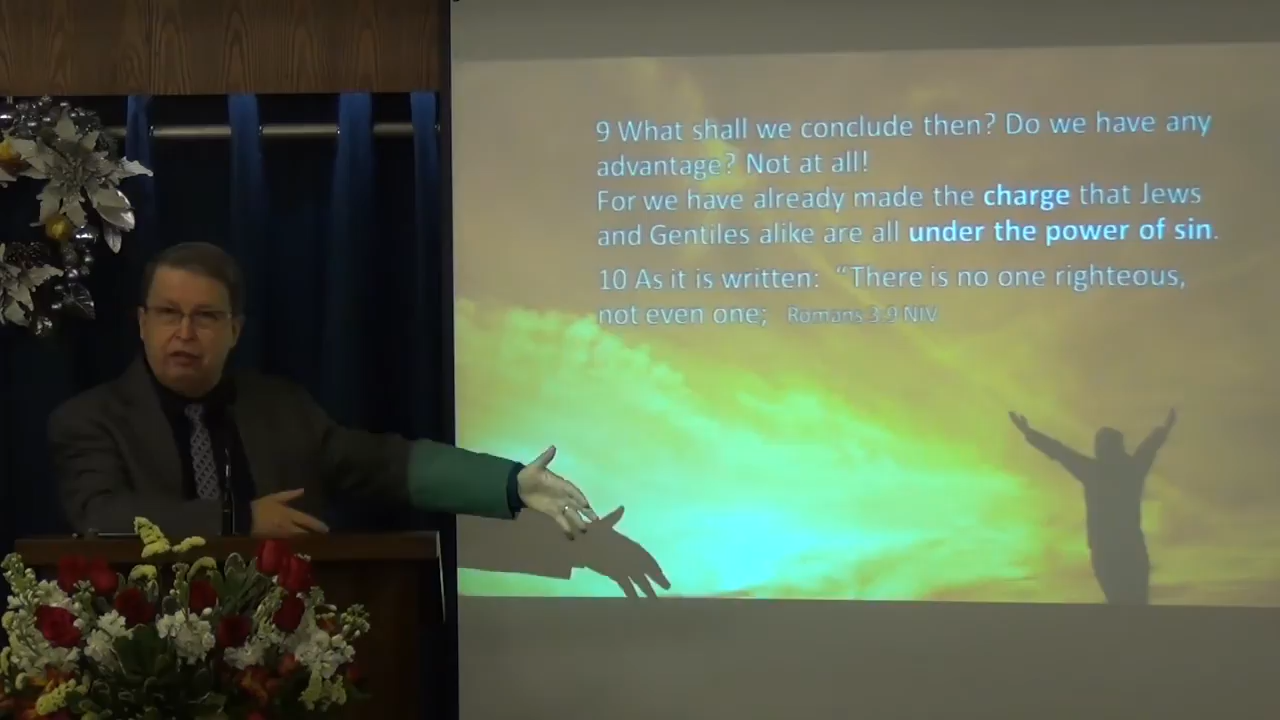 9 What shall we conclude then? Do we have any
advantage? Not at all!
For we have already made the charge that Jews
and Gentiles alike are all under the power of sin.
10 As it is written: “There is no one righteous,
not even one; Romans 3:9 NIV